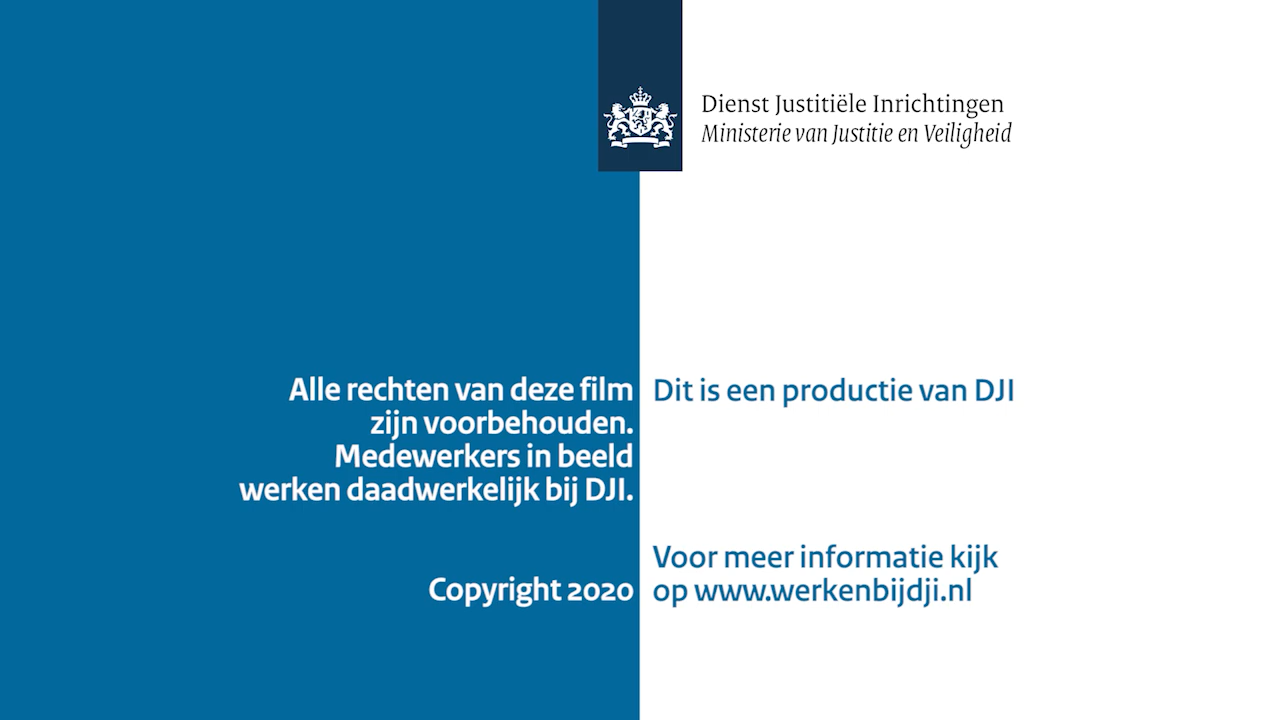 Dienst Justitiële Inrichtingen
Ministerie van Justitie en Veiligheid
Alle rechten van deze film
zijn voorbehouden.
Medewerkers in beeld
werken daadwerkelijk bij DJI.
Copyright 2020
Dit is een productie van DJI
Voor meer informatie kijk
op www.werkenbijdji.nl